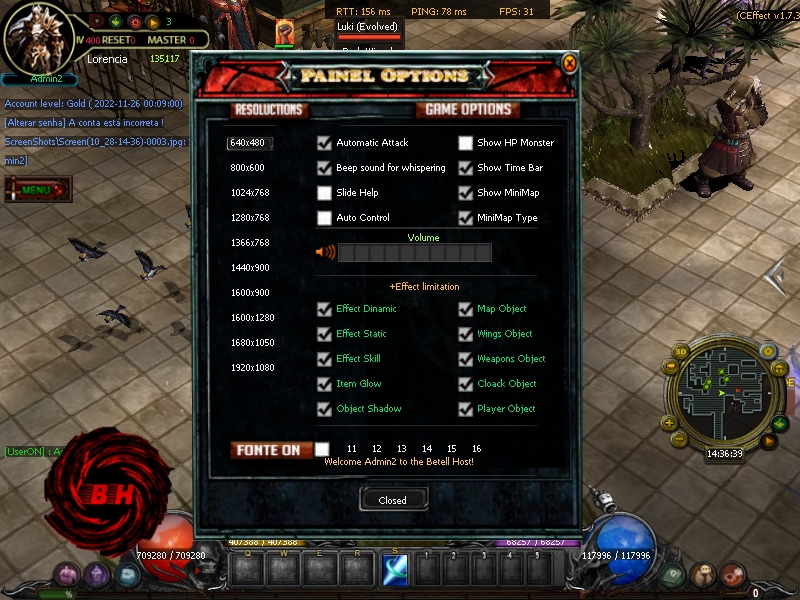 RTT: 156 ms PING: 78 ms FPS: 31
(CEffect v1.7.3
3
Luki (Evolved)
400 RESET 0 MASTER 0
Lorencia 135,117
Admin2
PAINEL OPTIONS
Account level: Gold ( 2022-11-26 00:09:00)
[Alterar senha] A conta está incorreta !
ScreenShots\Screen(10_28-14-36)-0003.jpg:
min2]
MENU
RESOLUCTIONS
GAME OPTIONS
640x480
Automatic Attack
Show HP Monster
800x600
Beep sound for whispering
Show Time Bar
1024x768
Slide Help
Show MiniMap
1280x768
Auto Control
MiniMap Type
1366x768
Volume
1440x900
+Effect limitation
1600x900
Effect Dinamic
Map Object
1600x1280
Effect Static
Wings Object
1680x1050
Effect Skill
Weapons Object
1920x1080
Item Glow
Cloack Object
Object Shadow
Player Object
3D
14:36:39
[UserON] : A
FONTE ON
11 12 13 14 15 16
Welcome Admin2 to the Betell Host!
BH
Closed
407388 / 407388
68257 / 68257
709280 / 709280
117996 / 117996
Q W E R S 1 2 3 4 5
%
0